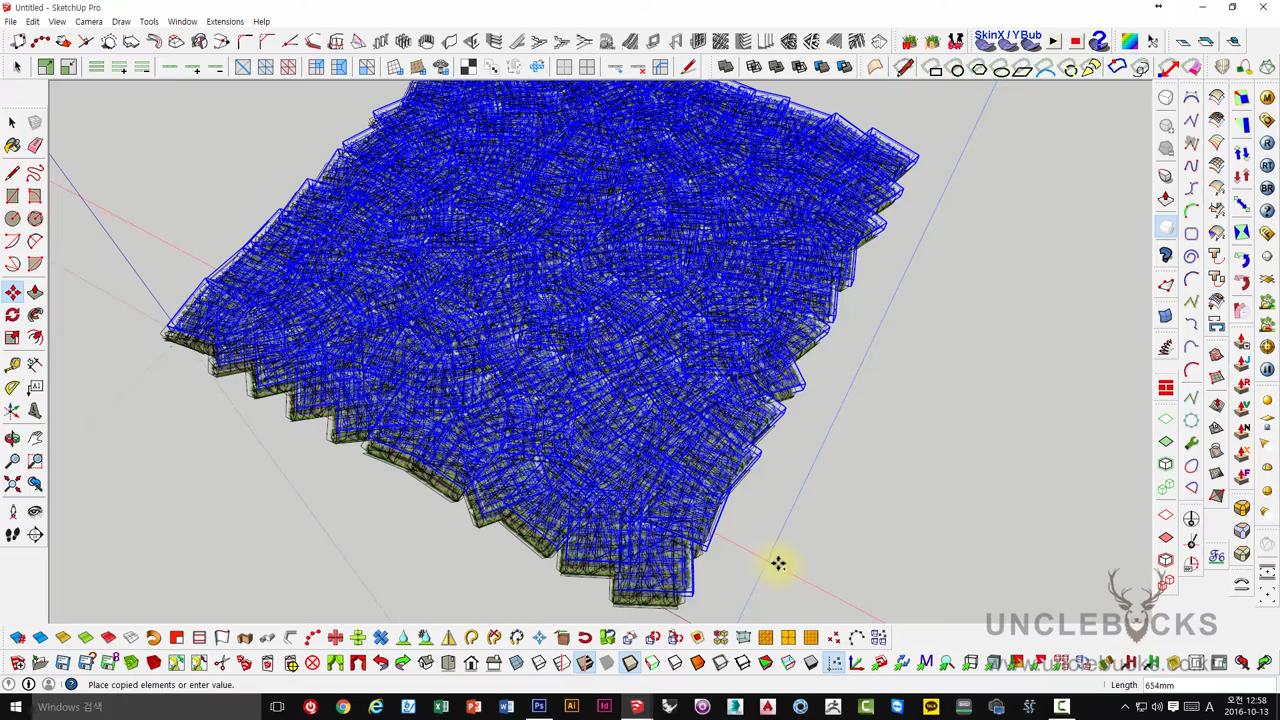 Untitled - SketchUp Pro
File Edit View Camera Draw Tools Window Extensions Help
SkinX / YBub
UNCLEBUCKS
Place copied elements or enter value.
Length 654mm
Windows 검색
오전 12:58
2016-10-13